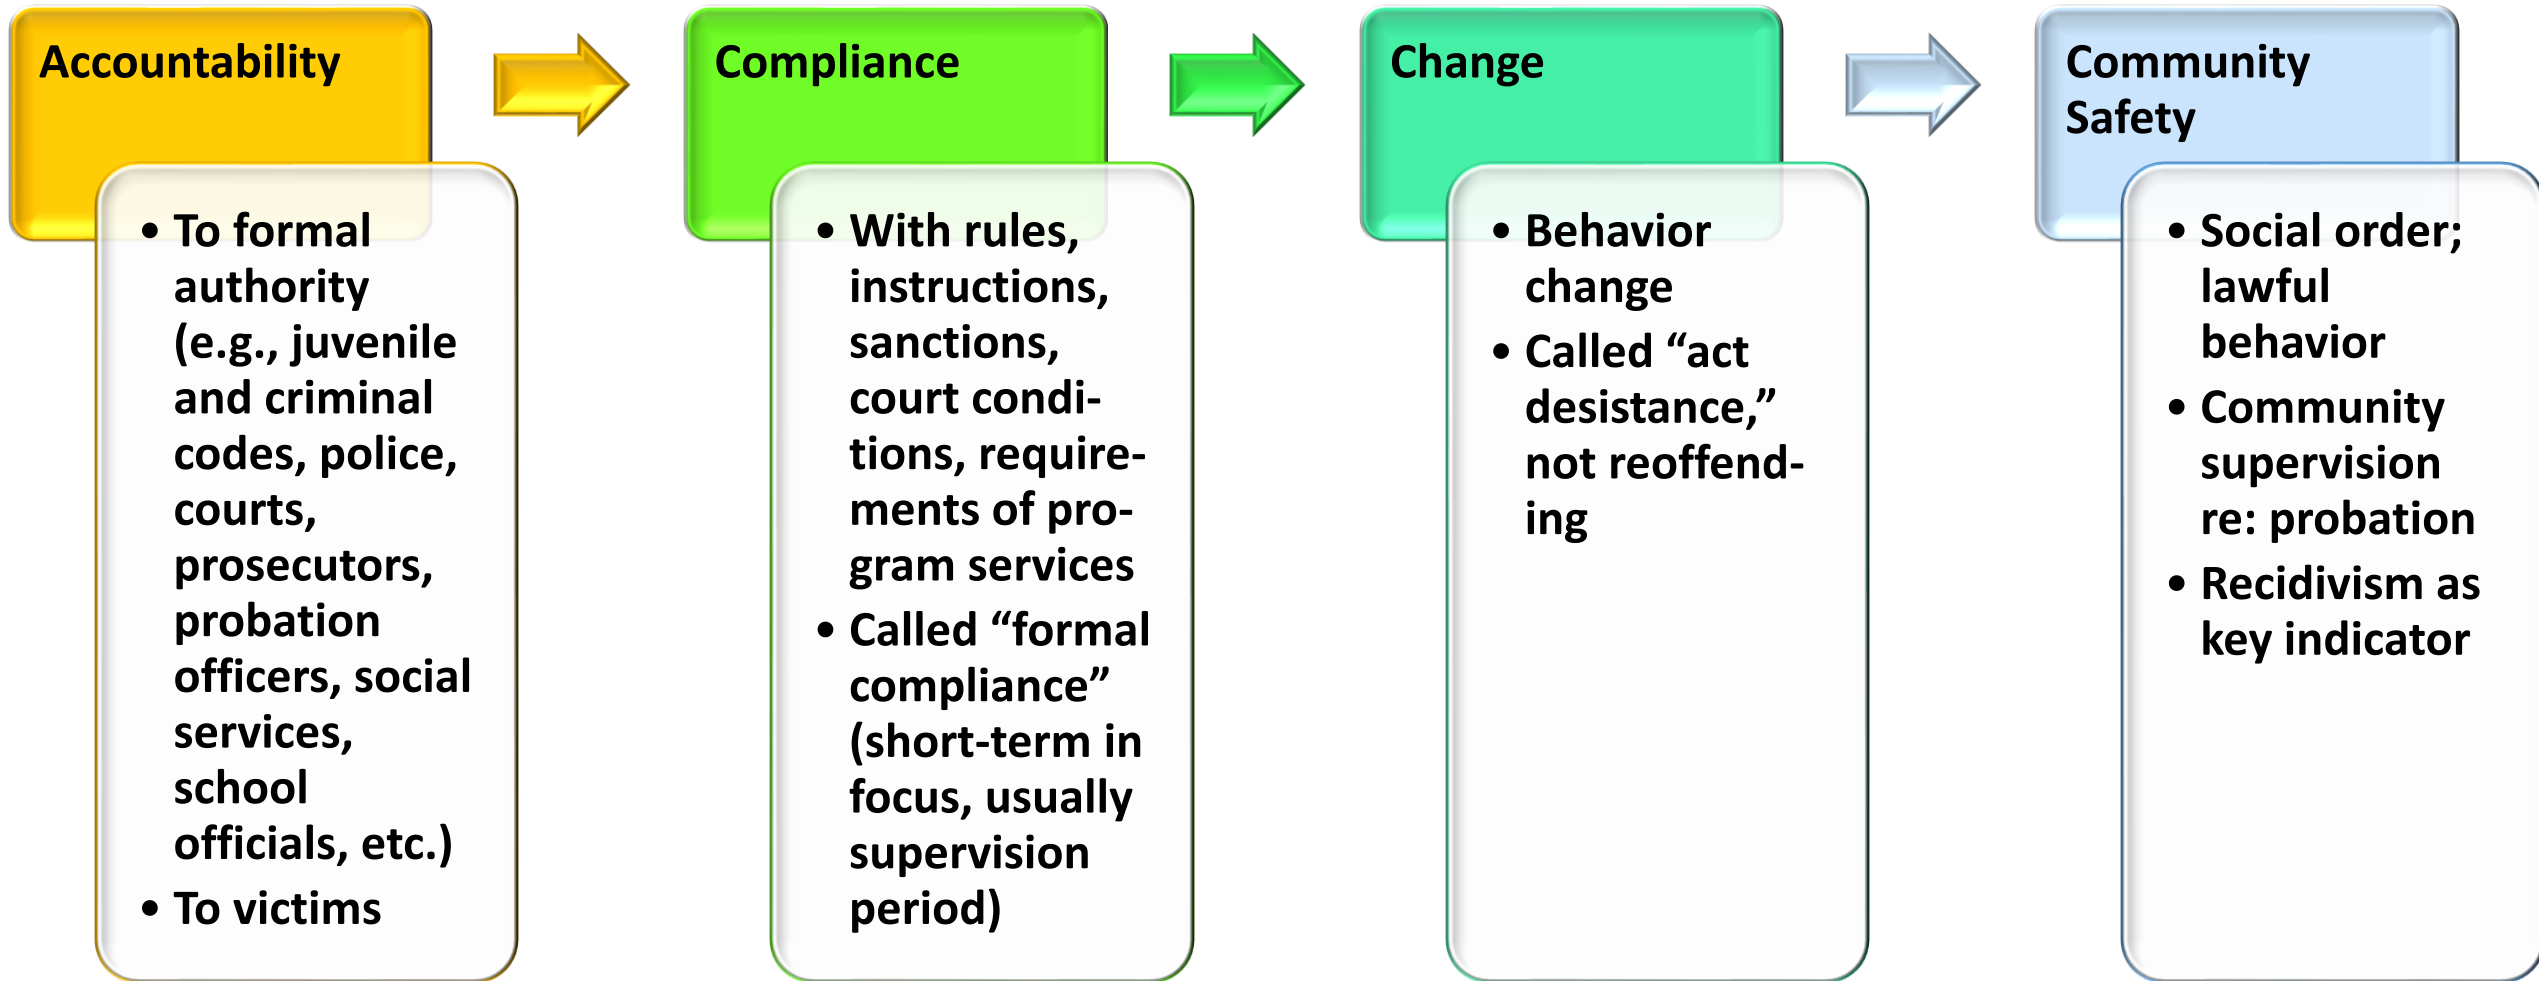 Accountability
• To formal
authority
(e.g., juvenile
and criminal
codes, police,
courts,
prosecutors,
probation
officers, social
services,
school
officials, etc.)
• To victims
Compliance
• With rules,
instructions,
sanctions,
court condi-
tions, require-
ments of pro-
gram services
• Called “formal
compliance”
(short-term in
focus, usually
supervision
period)
Change
• Behavior
change
• Called “act
desistance,”
not reoffend-
ing
Community
Safety
• Social order;
lawful
behavior
• Community
supervision
re: probation
• Recidivism as
key indicator